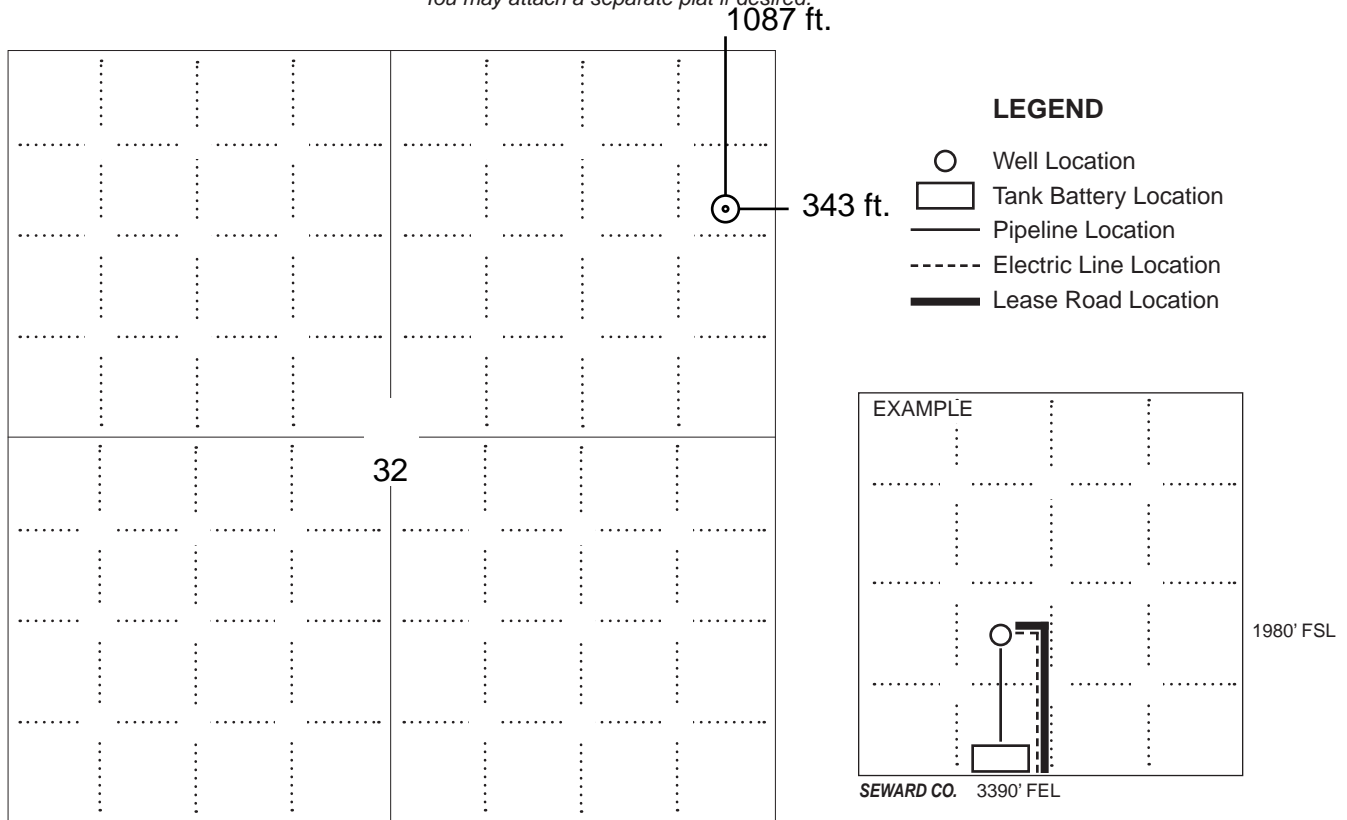 You may attach a separate plat if desired.
1087 ft.
343 ft.
32
LEGEND
Well Location
Tank Battery Location
Pipeline Location
Electric Line Location
Lease Road Location
EXAMPLE
1980' FSL
SEWARD CO. 3390' FEL